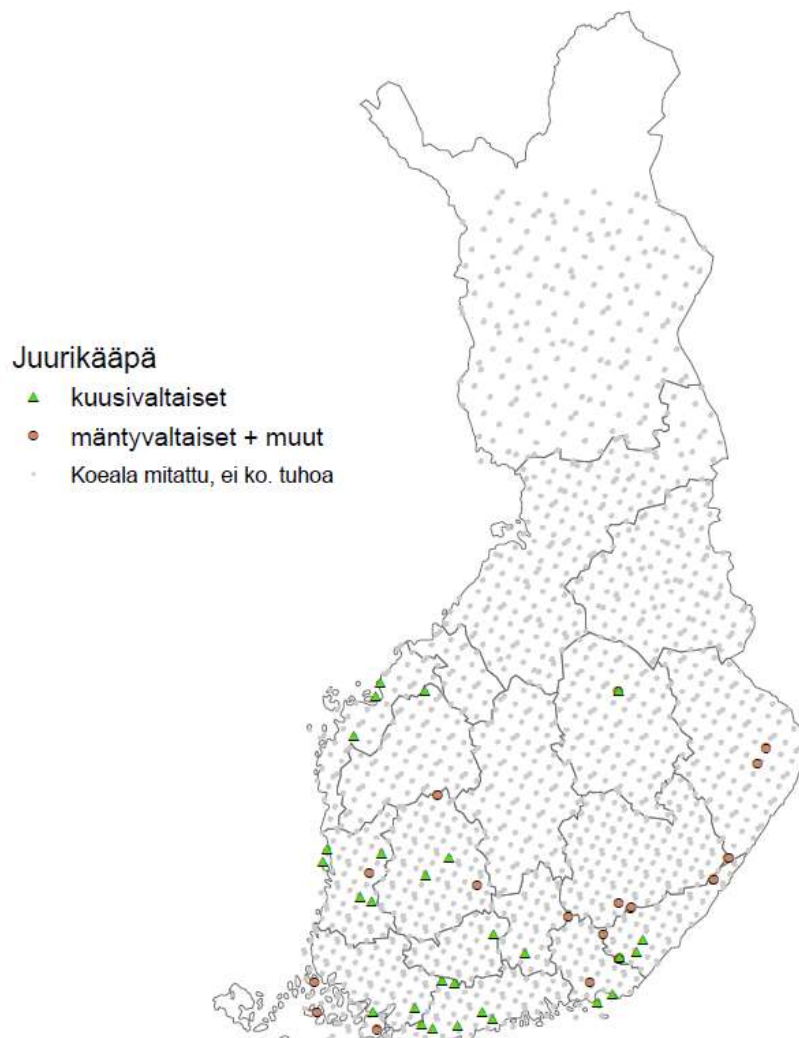 Juurikääpä
kuusivaltaiset
mäntyvaltaiset + muut
Koeala mitattu, ei ko. tuhoa